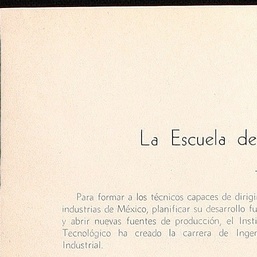 La Escuela de
Para formar a los técnicos capaces de dirigi
industrias de México, planificar su desarrollo fu
y abrir nuevas fuentes de producción, el Insti
Tecnológico ha creado la carrera de Inger
Industrial.